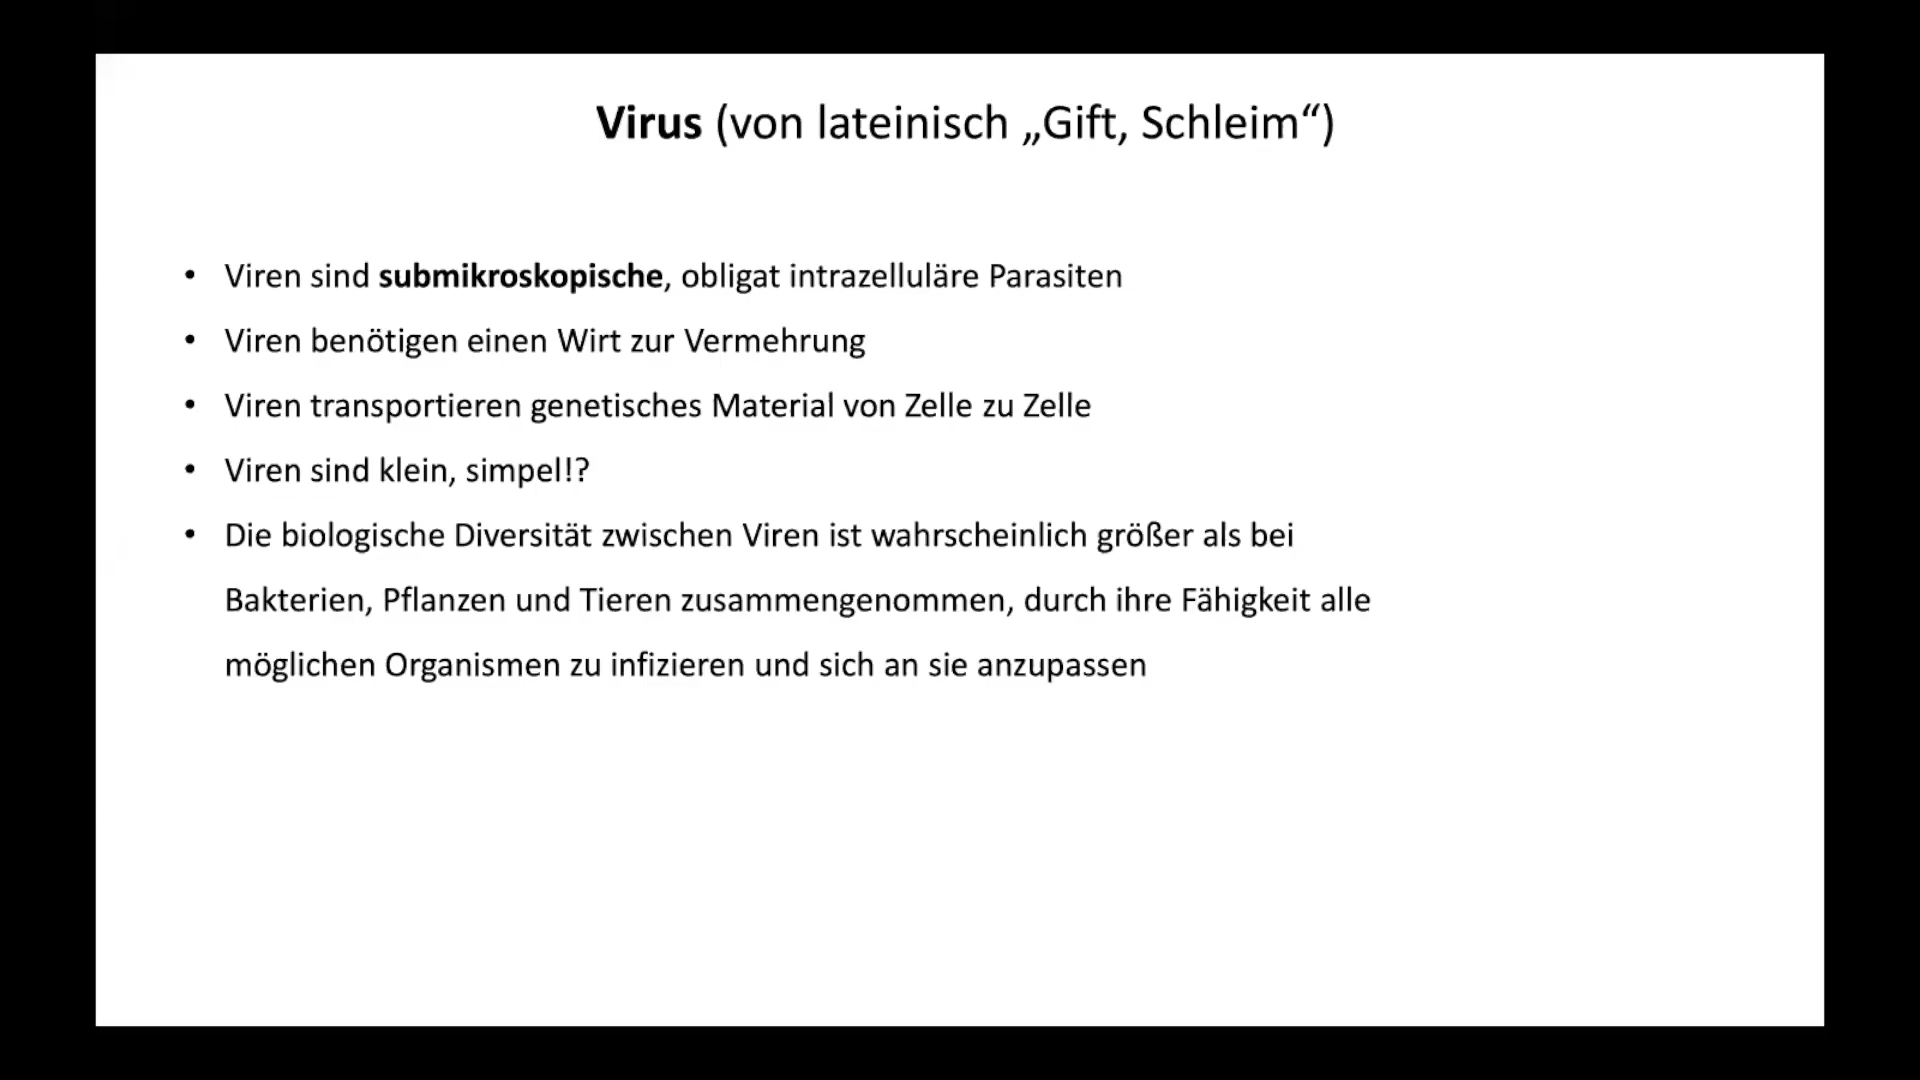 Virus (von lateinisch „Gift, Schleim“)
• Viren sind submikroskopische, obligat intrazelluläre Parasiten
• Viren benötigen einen Wirt zur Vermehrung
• Viren transportieren genetisches Material von Zelle zu Zelle
• Viren sind klein, simpel!?
• Die biologische Diversität zwischen Viren ist wahrscheinlich größer als bei
Bakterien, Pflanzen und Tieren zusammengenommen, durch ihre Fähigkeit alle
möglichen Organismen zu infizieren und sich an sie anzupassen